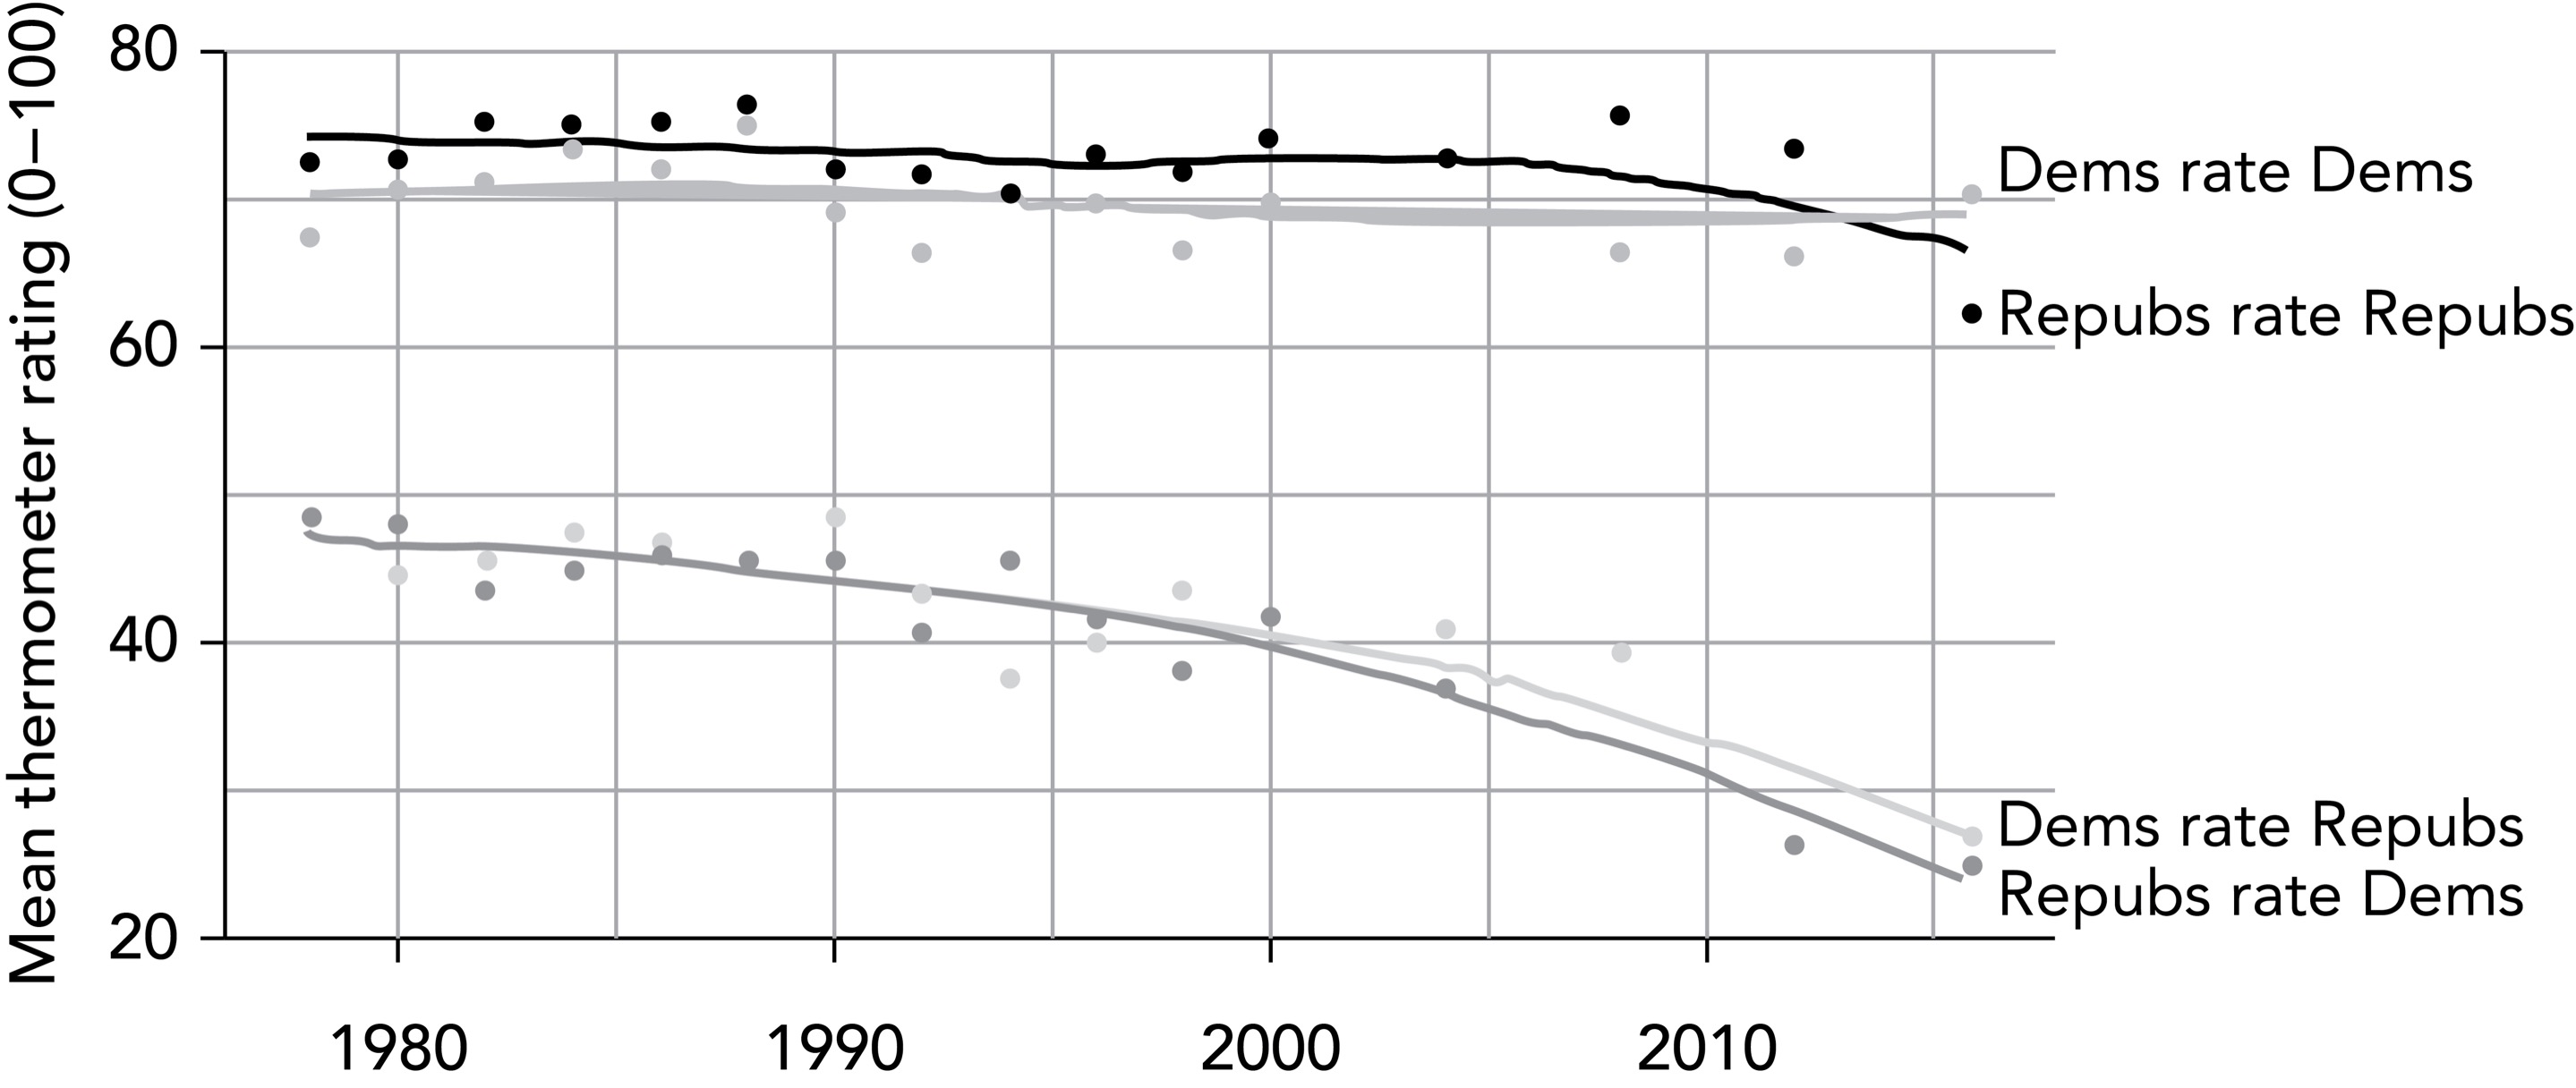 Mean thermometer rating (0–100)
80
60
40
20
1980
1990
2000
2010
Dems rate Dems
Repubs rate Repubs
Dems rate Repubs
Repubs rate Dems